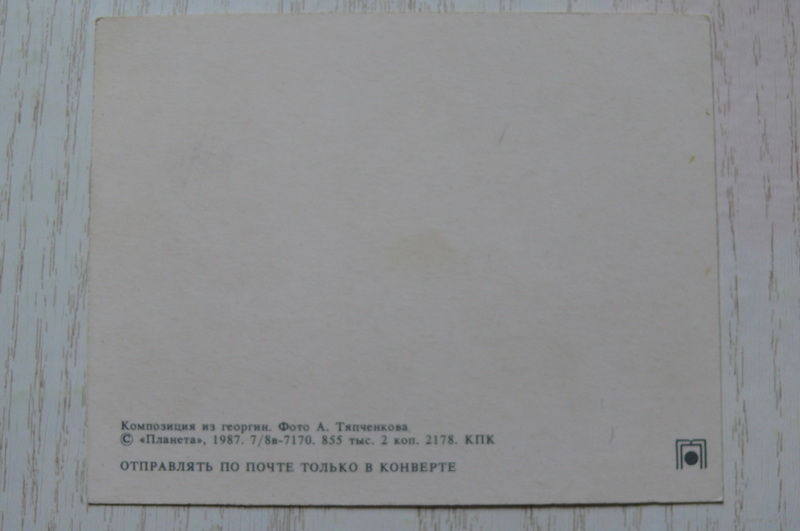 Композиция из георгин. Фото А. Тяпченкова
© «Планета», 1987. 7/8в-7170. 855 тыс. 2 коп. 2178. КПК
ОТПРАВЛЯТЬ ПО ПОЧТЕ ТОЛЬКО В КОНВЕРТЕ